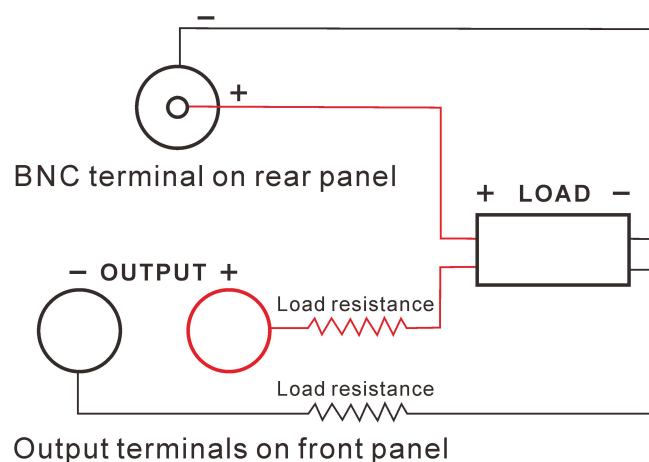 −
+
BNC terminal on rear panel
+ LOAD −
− OUTPUT +
Load resistance
Load resistance
Output terminals on front panel